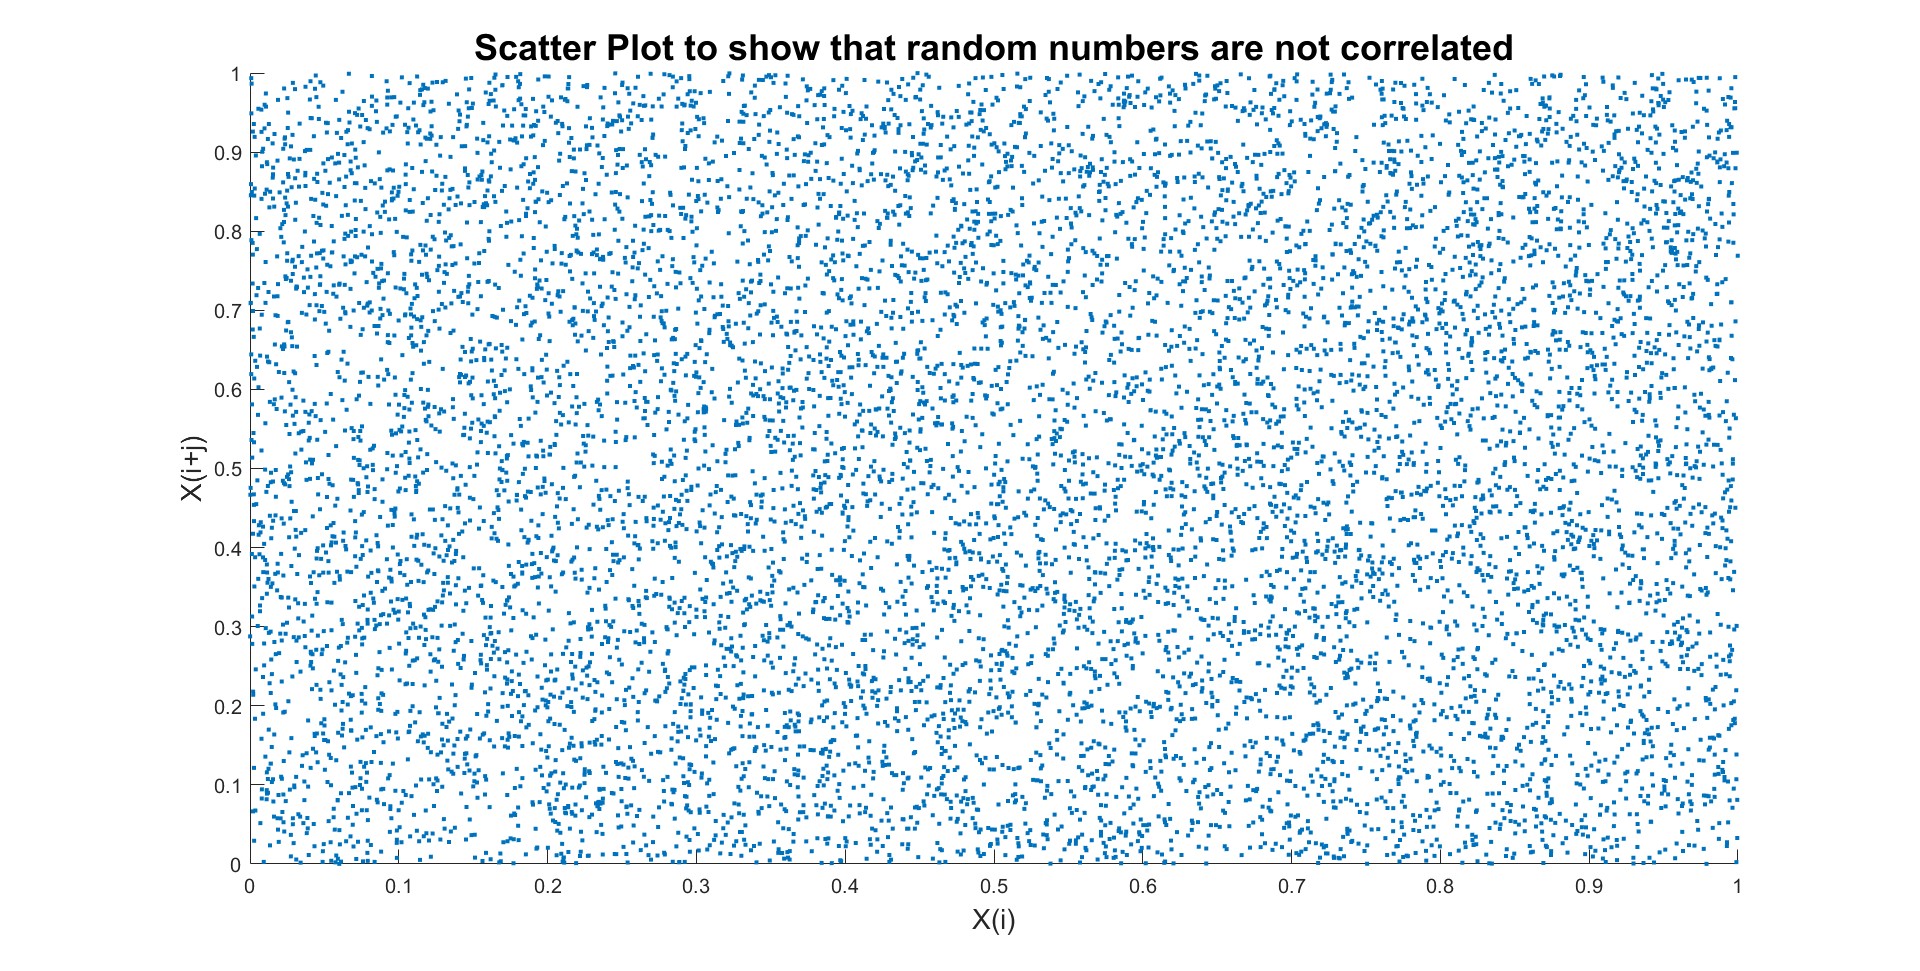 Scatter Plot to show that random numbers are not correlated
1
0.9
0.8
0.7
0.6
0.5
0.4
0.3
0.2
0.1
0
X(i+j)
0 0.1 0.2 0.3 0.4 0.5 0.6 0.7 0.8 0.9 1
X(i)